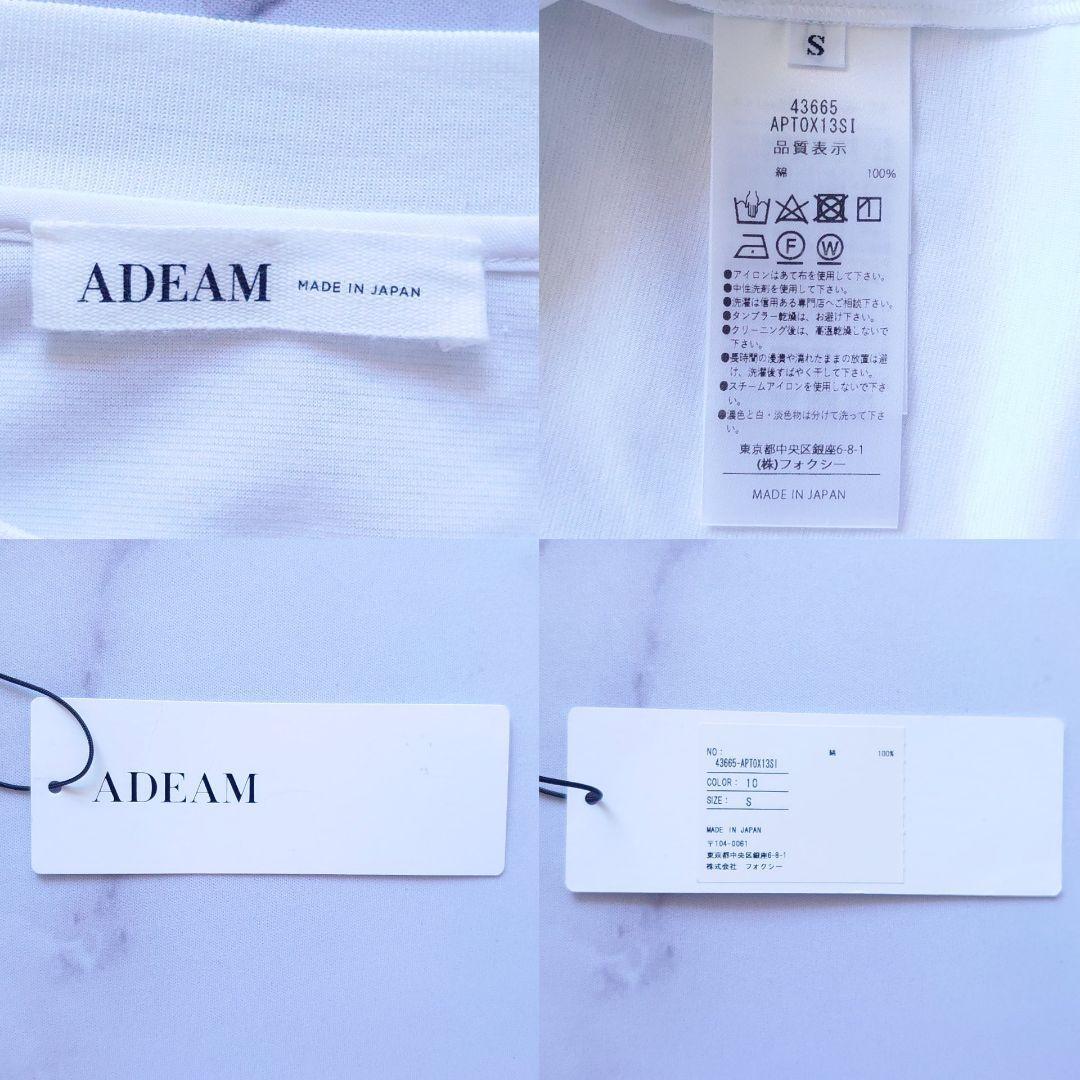 ADEAM MADE IN JAPAN
S
43665
APTOX13SI
品質表示
綿 100%
F W
●アイロンはあて布を使用して下さい。
●中性洗剤を使用して下さい。
●洗濯は信用ある専門店へご相談下さい。
●タンブラー乾燥は、お避け下さい。
●クリーニング後は、高温乾燥しないで
下さい。
●長時間の浸漬や濡れたままの放置は避
け、洗濯後すばやく干して下さい。
●スチームアイロンを使用しないで下さ
い。
●濃色と白・淡色物は分けて洗って下さ
い。
東京都中央区銀座6-8-1
(株)フォクシー
MADE IN JAPAN
ADEAM
NO: 綿 100%
43665-APTOX13SI
COLOR: 10
SIZE: S
MADE IN JAPAN
〒104-0061
東京都中央区銀座6-8-1
株式会社 フォクシー